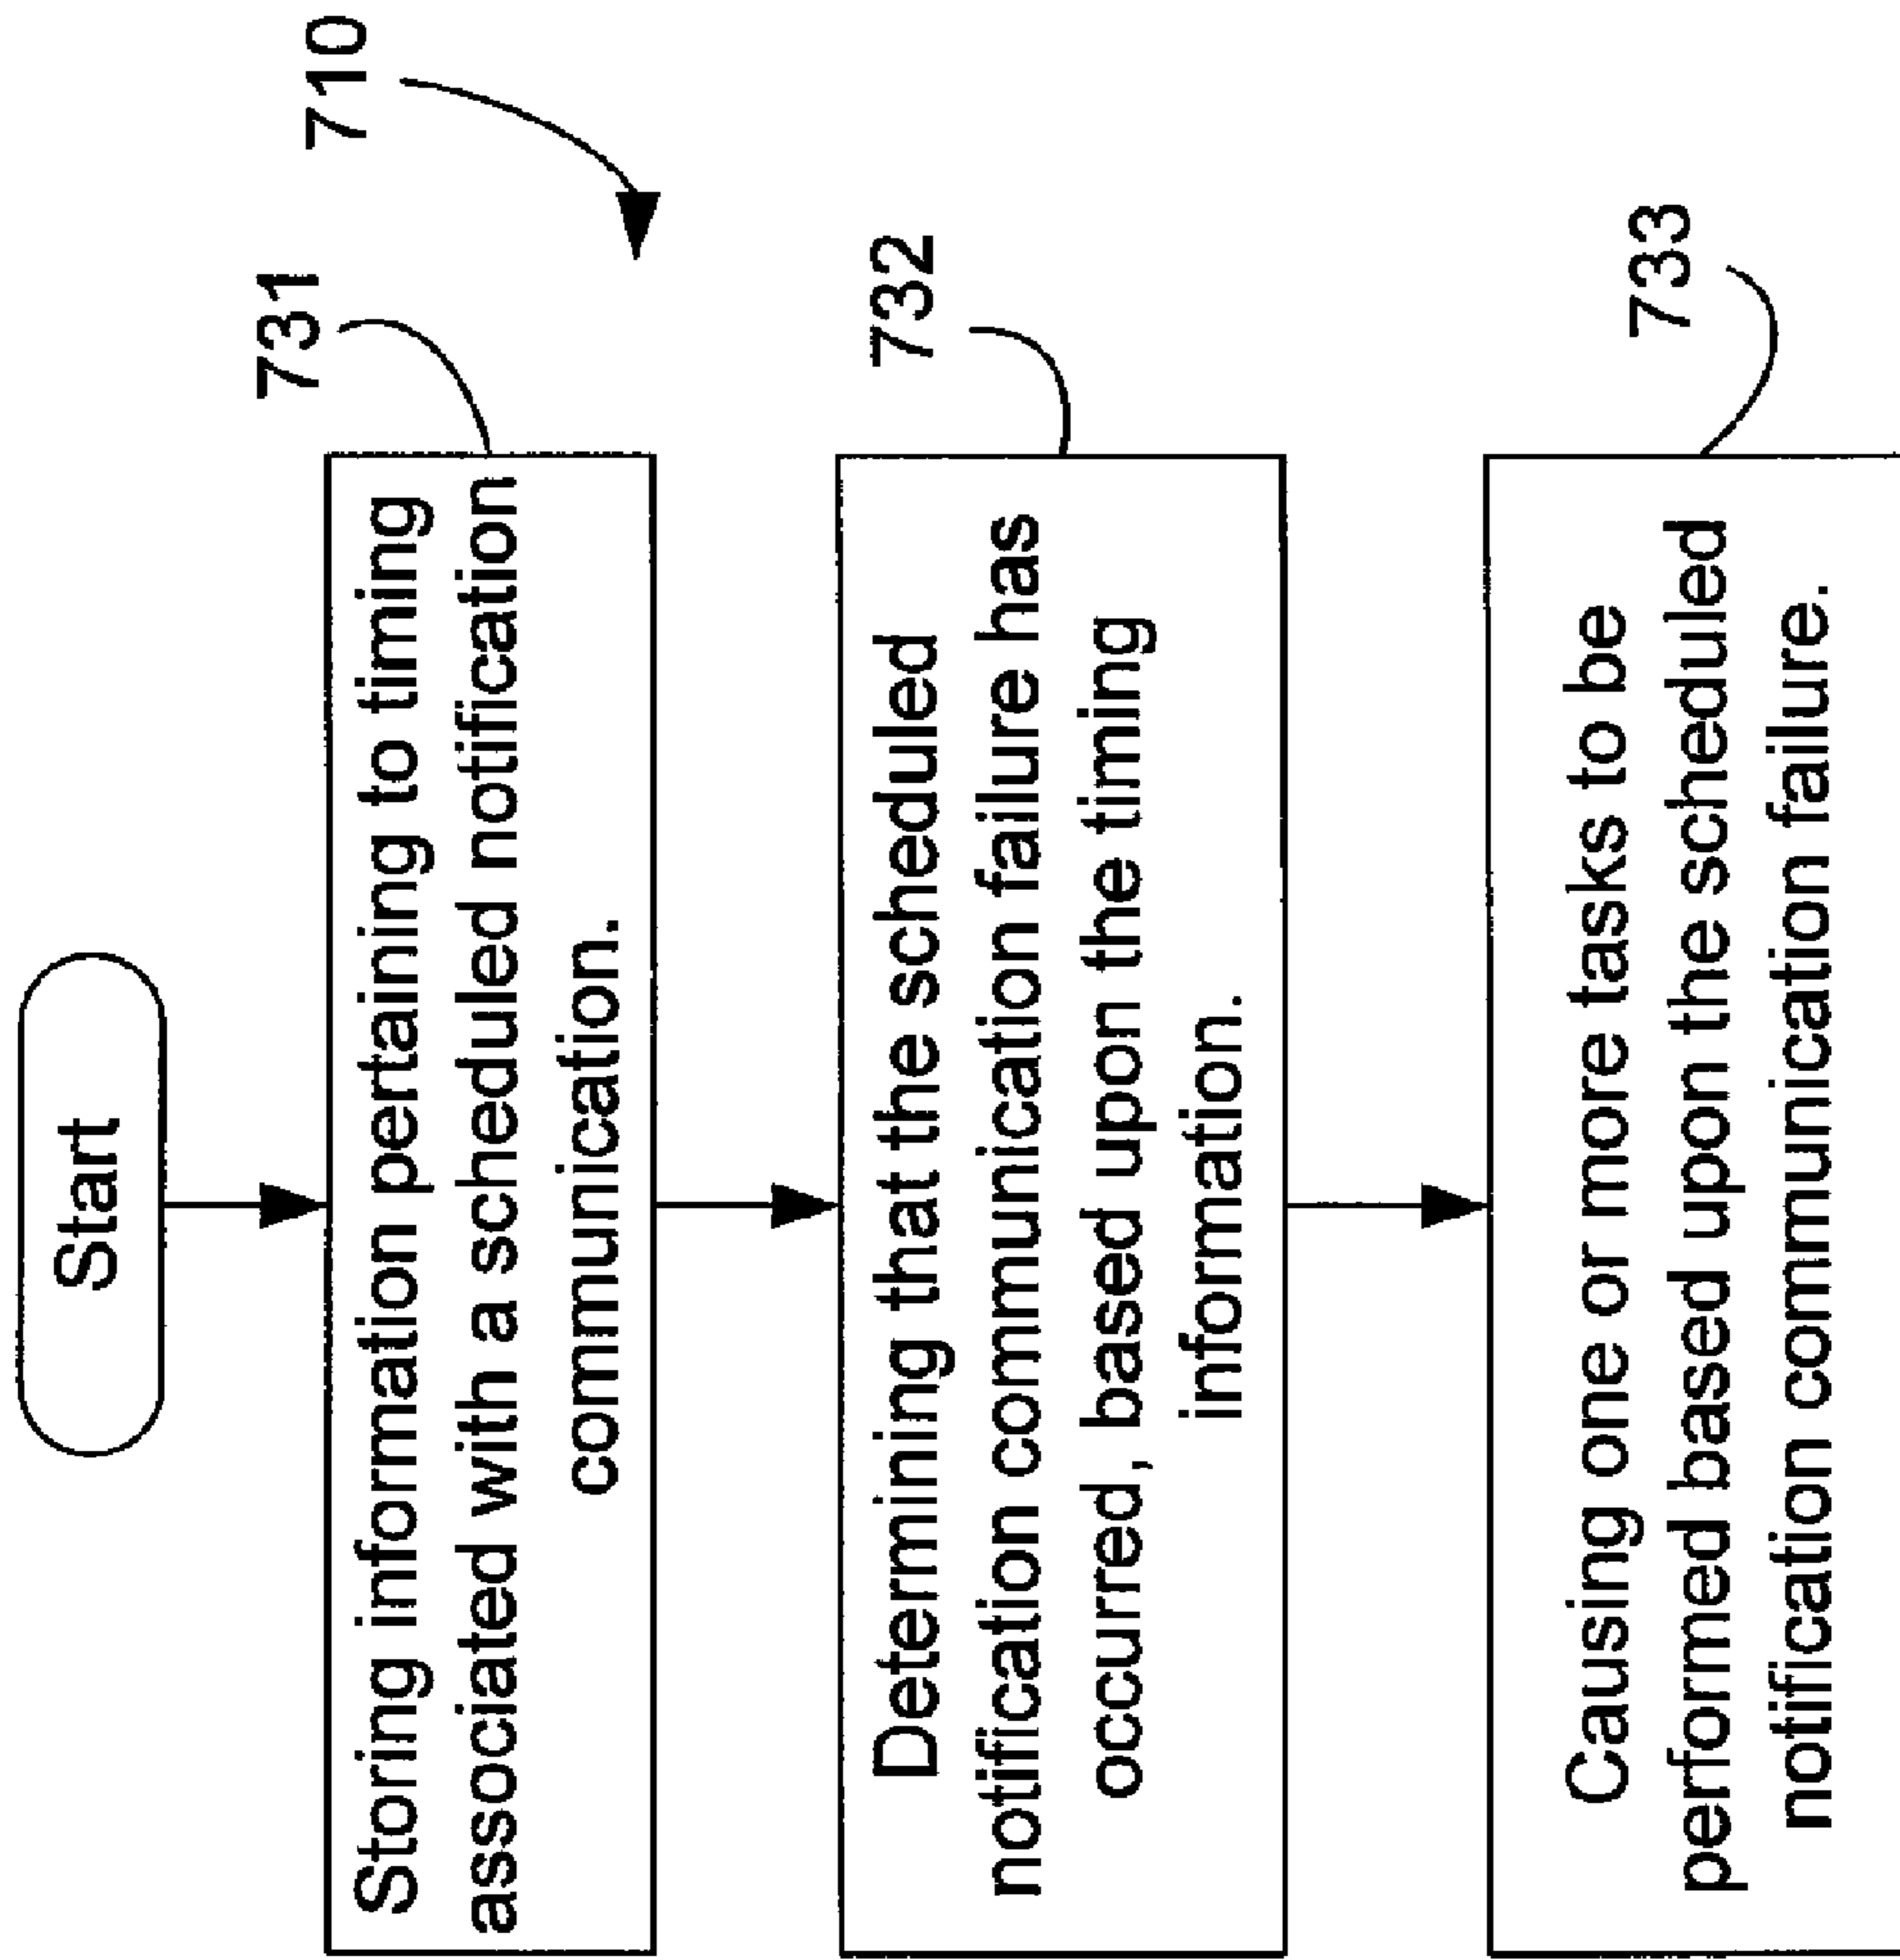 Start
710
731
Storing information pertaining to timing
associated with a scheduled notification
communication.
732
Determining that the scheduled
notification communication failure has
occurred, based upon the timing
information.
733
Causing one or more tasks to be
performed based upon the scheduled
notification communication failure.